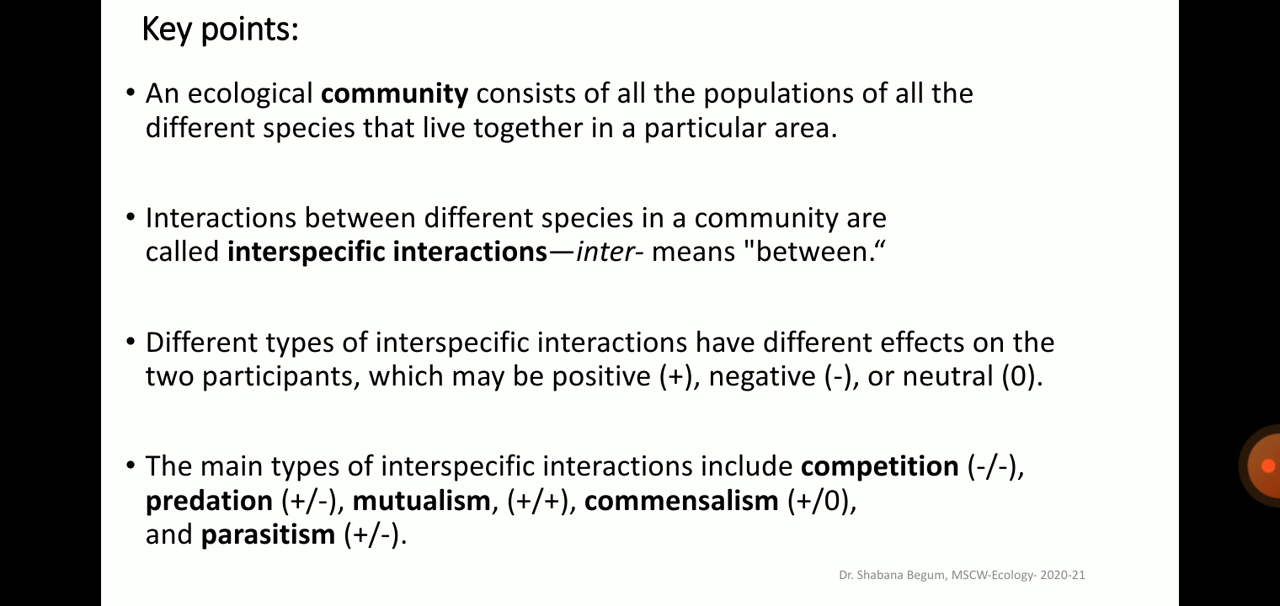 Key points:
• An ecological community consists of all the populations of all the
different species that live together in a particular area.
• Interactions between different species in a community are
called interspecific interactions—inter- means "between.“
• Different types of interspecific interactions have different effects on the
two participants, which may be positive (+), negative (-), or neutral (0).
• The main types of interspecific interactions include competition (-/-),
predation (+/-), mutualism, (+/+), commensalism (+/0),
and parasitism (+/-).
Dr. Shabana Begum, MSCW-Ecology- 2020-21